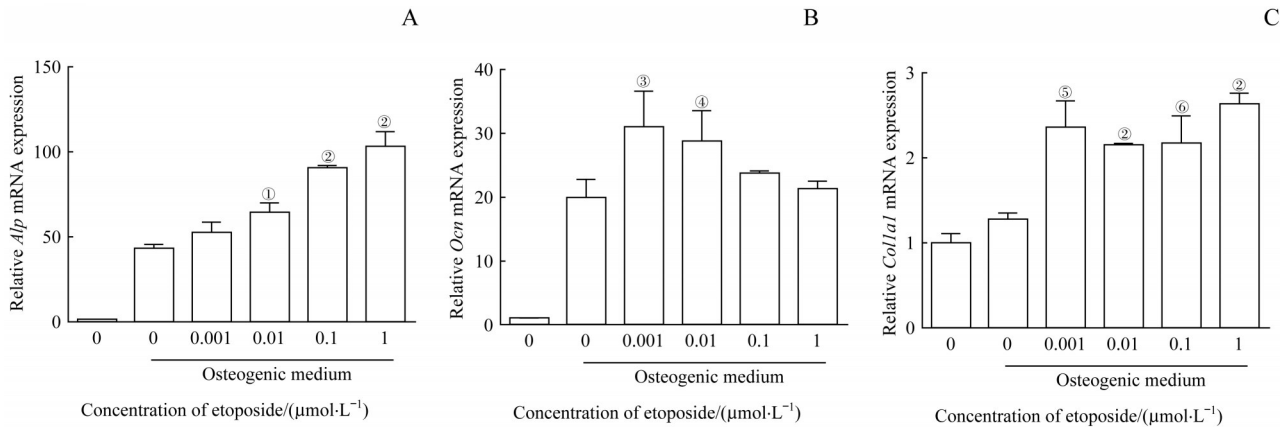 A
Relative Alp mRNA expression
150
100
50
0
①
②
②
0 0 0.001 0.01 0.1 1
Osteogenic medium
Concentration of etoposide/(μmol·L⁻¹)
B
Relative Ocn mRNA expression
40
30
20
10
0
③
④
0 0 0.001 0.01 0.1 1
Osteogenic medium
Concentration of etoposide/(μmol·L⁻¹)
C
Relative Col1a1 mRNA expression
3
2
1
0
⑤
②
⑥
②
0 0 0.001 0.01 0.1 1
Osteogenic medium
Concentration of etoposide/(μmol·L⁻¹)